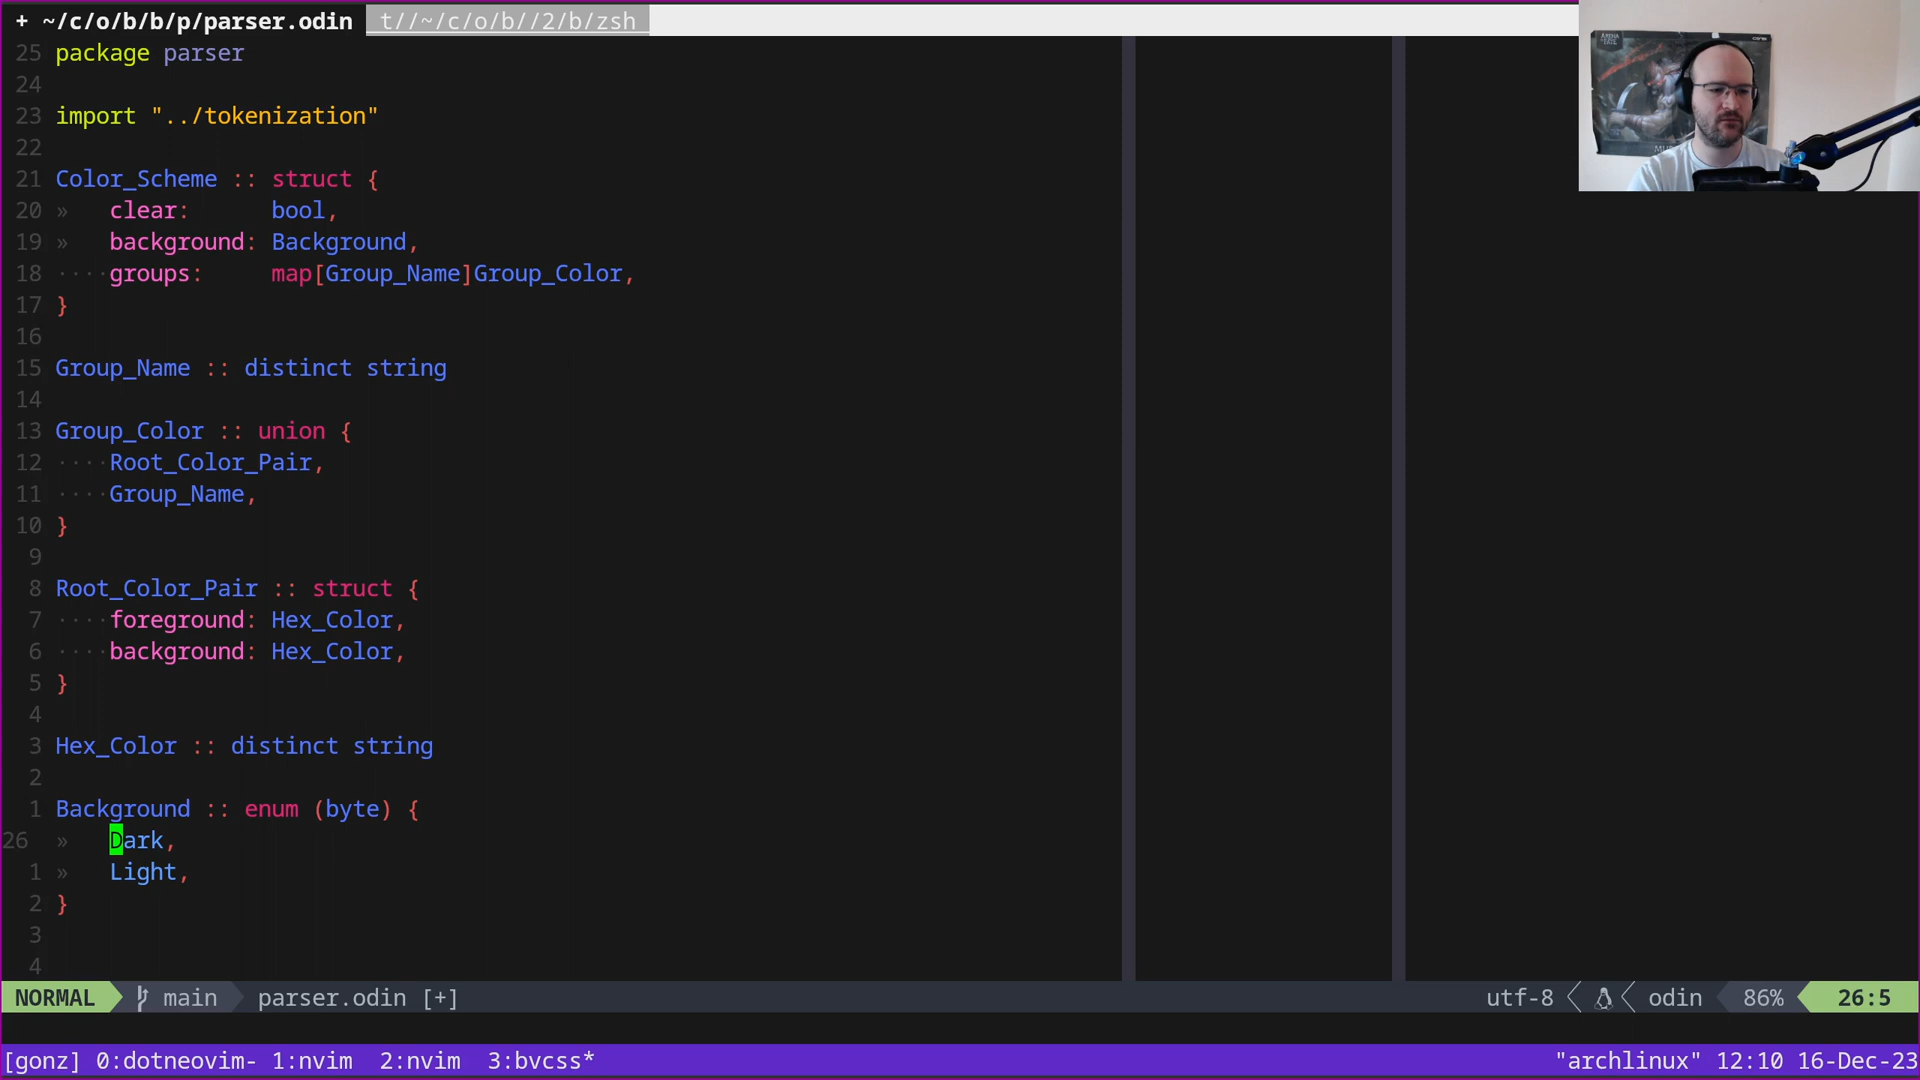 + ~/c/o/b/b/p/parser.odin t//~/c/o/b//2/b/zsh
25 package parser
24
23 import "../tokenization"
22
21 Color_Scheme :: struct {
20 » clear: bool,
19 » background: Background,
18 ····groups: map[Group_Name]Group_Color,
17 }
16
15 Group_Name :: distinct string
14
13 Group_Color :: union {
12 ····Root_Color_Pair,
11 ····Group_Name,
10 }
9
8 Root_Color_Pair :: struct {
7 ····foreground: Hex_Color,
6 ····background: Hex_Color,
5 }
4
3 Hex_Color :: distinct string
2
1 Background :: enum (byte) {
26 » Dark,
1 » Light,
2 }
3
4
NORMAL main parser.odin [+] utf-8 odin 86% 26:5
[gonz] 0:dotneovim- 1:nvim 2:nvim 3:bvcss* "archlinux" 12:10 16-Dec-23